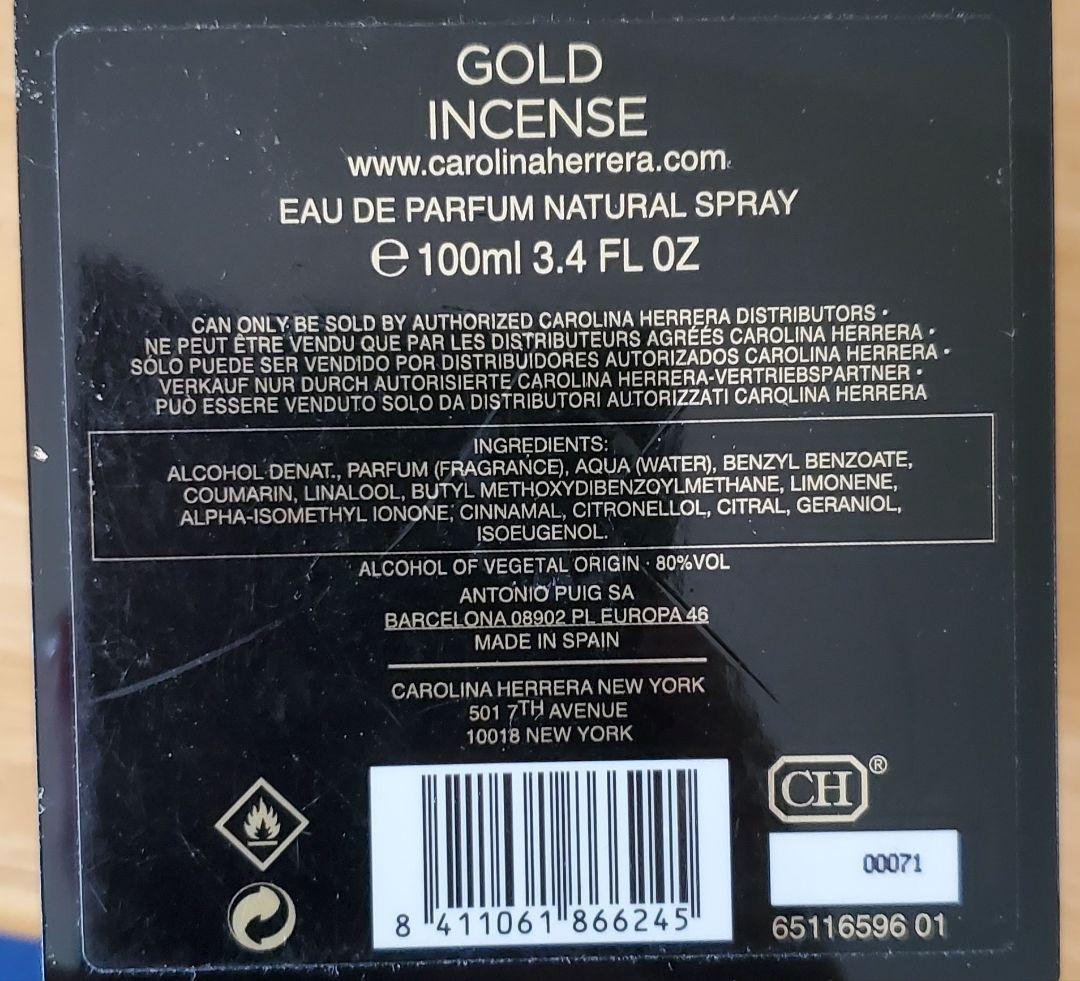 GOLD
INCENSE
www.carolinaherrera.com
EAU DE PARFUM NATURAL SPRAY
℮ 100ml 3.4 FL OZ
CAN ONLY BE SOLD BY AUTHORIZED CAROLINA HERRERA DISTRIBUTORS •
NE PEUT ÊTRE VENDU QUE PAR LES DISTRIBUTEURS AGRÉÉS CAROLINA HERRERA •
SÓLO PUEDE SER VENDIDO POR DISTRIBUIDORES AUTORIZADOS CAROLINA HERRERA •
VERKAUF NUR DURCH AUTORISIERTE CAROLINA HERRERA-VERTRIEBSPARTNER •
PUÒ ESSERE VENDUTO SOLO DA DISTRIBUTORI AUTORIZZATI CAROLINA HERRERA
INGREDIENTS:
ALCOHOL DENAT., PARFUM (FRAGRANCE), AQUA (WATER), BENZYL BENZOATE,
COUMARIN, LINALOOL, BUTYL METHOXYDIBENZOYLMETHANE, LIMONENE,
ALPHA-ISOMETHYL IONONE, CINNAMAL, CITRONELLOL, CITRAL, GERANIOL,
ISOEUGENOL.
ALCOHOL OF VEGETAL ORIGIN · 80%VOL
ANTONIO PUIG SA
BARCELONA 08902 PL EUROPA 46
MADE IN SPAIN
CAROLINA HERRERA NEW YORK
501 7TH AVENUE
10018 NEW YORK
CH®
00071
8 411061 866245
65116596 01